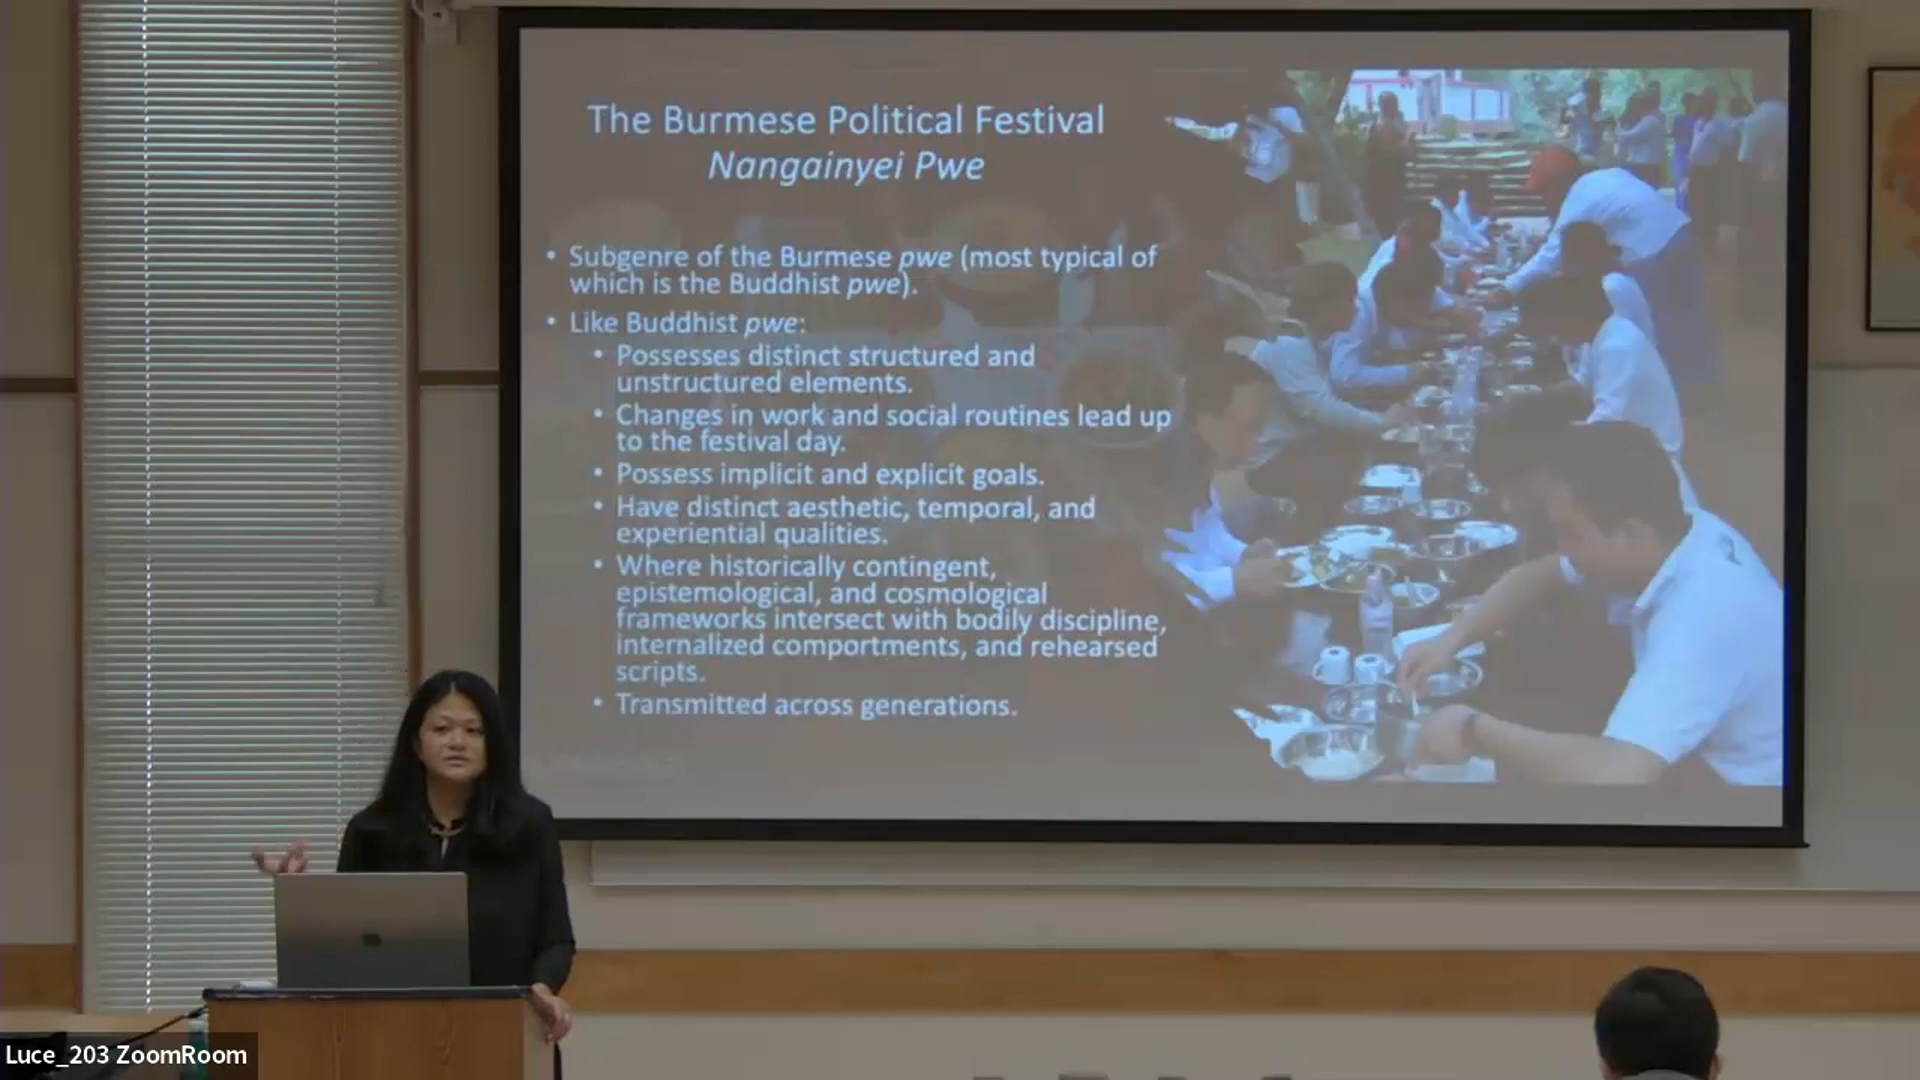 The Burmese Political Festival
Nangainyei Pwe
• Subgenre of the Burmese pwe (most typical of
which is the Buddhist pwe).
• Like Buddhist pwe:
• Possesses distinct structured and
unstructured elements.
• Changes in work and social routines lead up
to the festival day.
• Possess implicit and explicit goals.
• Have distinct aesthetic, temporal, and
experiential qualities.
• Where historically contingent,
epistemological, and cosmological
frameworks intersect with bodily discipline,
internalized comportments, and rehearsed
scripts.
• Transmitted across generations.
Luce_203 ZoomRoom